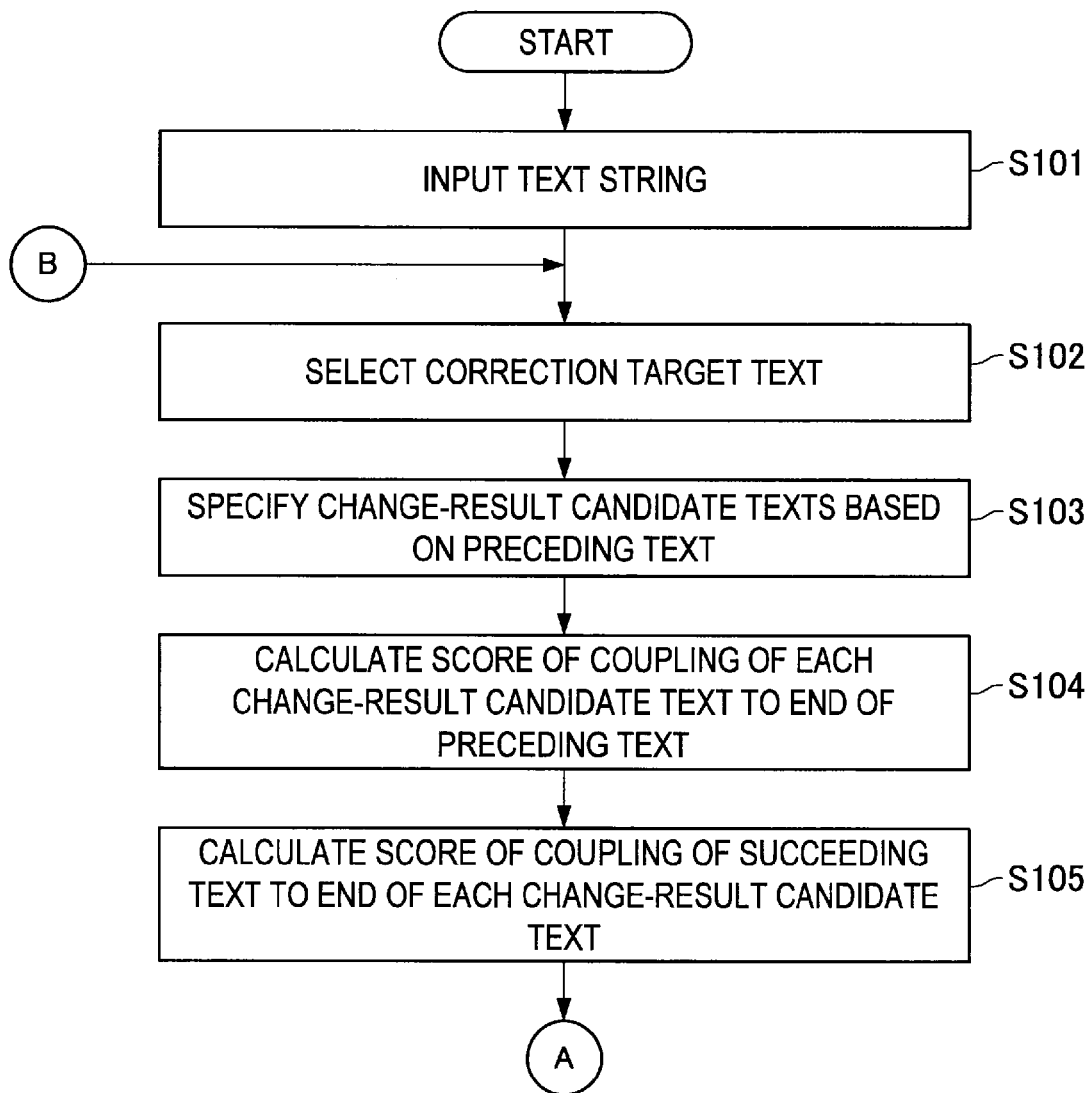 START
INPUT TEXT STRING
S101
B
SELECT CORRECTION TARGET TEXT
S102
SPECIFY CHANGE-RESULT CANDIDATE TEXTS BASED
ON PRECEDING TEXT
S103
CALCULATE SCORE OF COUPLING OF EACH
CHANGE-RESULT CANDIDATE TEXT TO END OF
PRECEDING TEXT
S104
CALCULATE SCORE OF COUPLING OF SUCCEEDING
TEXT TO END OF EACH CHANGE-RESULT CANDIDATE
TEXT
S105
A